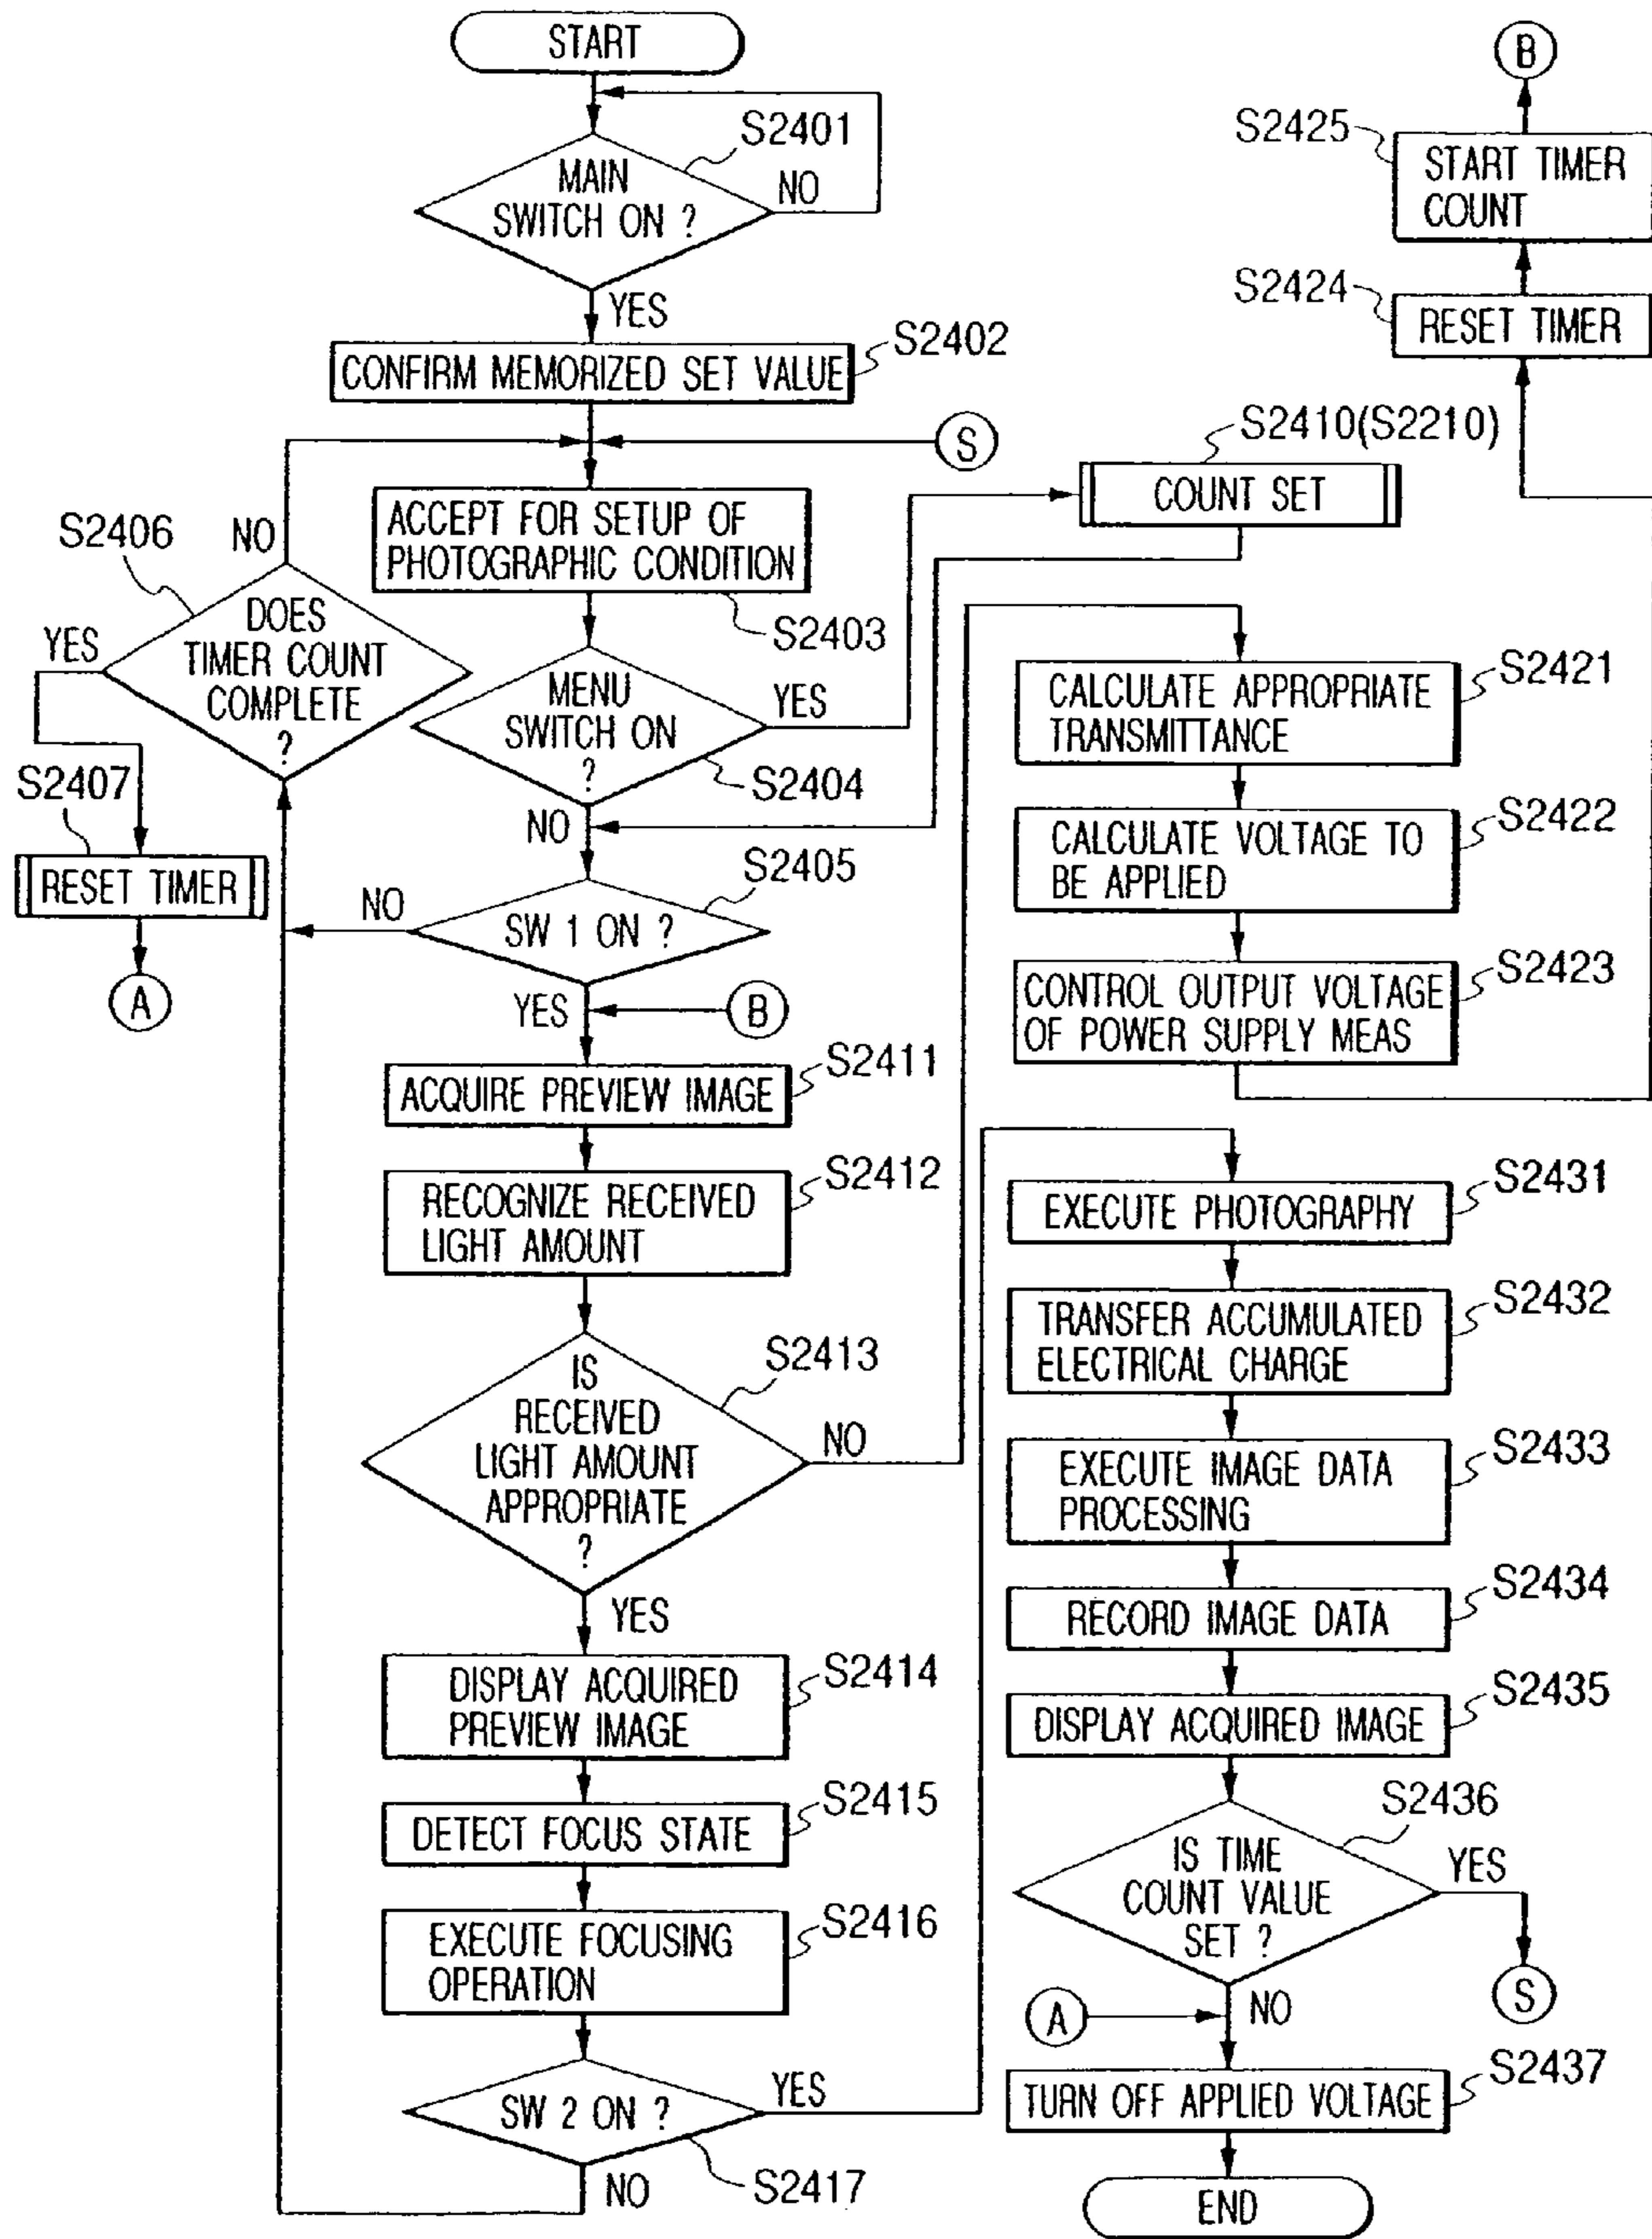 START
S2401
MAIN
SWITCH ON ?
NO
YES
CONFIRM MEMORIZED SET VALUE
S2402
S
ACCEPT FOR SETUP OF
PHOTOGRAPHIC CONDITION
S2403
S2406
NO
DOES
TIMER COUNT
COMPLETE
?
YES
S2407
RESET TIMER
A
MENU
SWITCH ON
?
YES
S2404
NO
S2405
SW 1 ON ?
NO
YES
B
S2411
ACQUIRE PREVIEW IMAGE
S2412
RECOGNIZE RECEIVED
LIGHT AMOUNT
S2413
IS
RECEIVED
LIGHT AMOUNT
APPROPRIATE
?
NO
YES
S2414
DISPLAY ACQUIRED
PREVIEW IMAGE
S2415
DETECT FOCUS STATE
S2416
EXECUTE FOCUSING
OPERATION
SW 2 ON ?
YES
S2417
NO
B
S2425
START TIMER
COUNT
S2424
RESET TIMER
S2410(S2210)
COUNT SET
S2421
CALCULATE APPROPRIATE
TRANSMITTANCE
S2422
CALCULATE VOLTAGE TO
BE APPLIED
S2423
CONTROL OUTPUT VOLTAGE
OF POWER SUPPLY MEAS
S2431
EXECUTE PHOTOGRAPHY
S2432
TRANSFER ACCUMULATED
ELECTRICAL CHARGE
S2433
EXECUTE IMAGE DATA
PROCESSING
S2434
RECORD IMAGE DATA
S2435
DISPLAY ACQUIRED IMAGE
S2436
IS TIME
COUNT VALUE
SET ?
YES
S
A
NO
S2437
TURN OFF APPLIED VOLTAGE
END